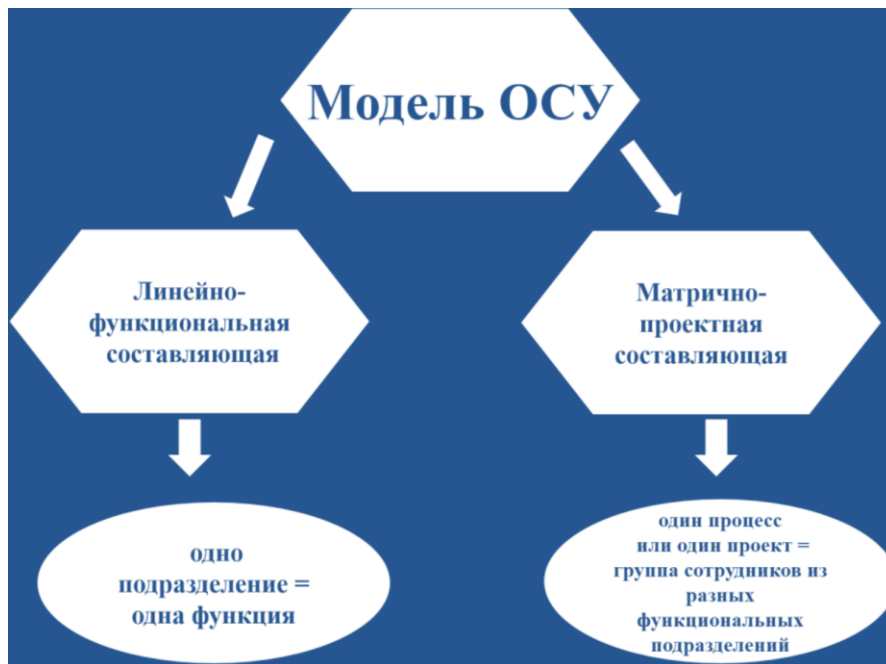 Модель ОСУ
Линейно-
функциональная
составляющая
Матрично-
проектная
составляющая
одно
подразделение =
одна функция
один процесс
или один проект =
группа сотрудников из
разных
функциональных
подразделений